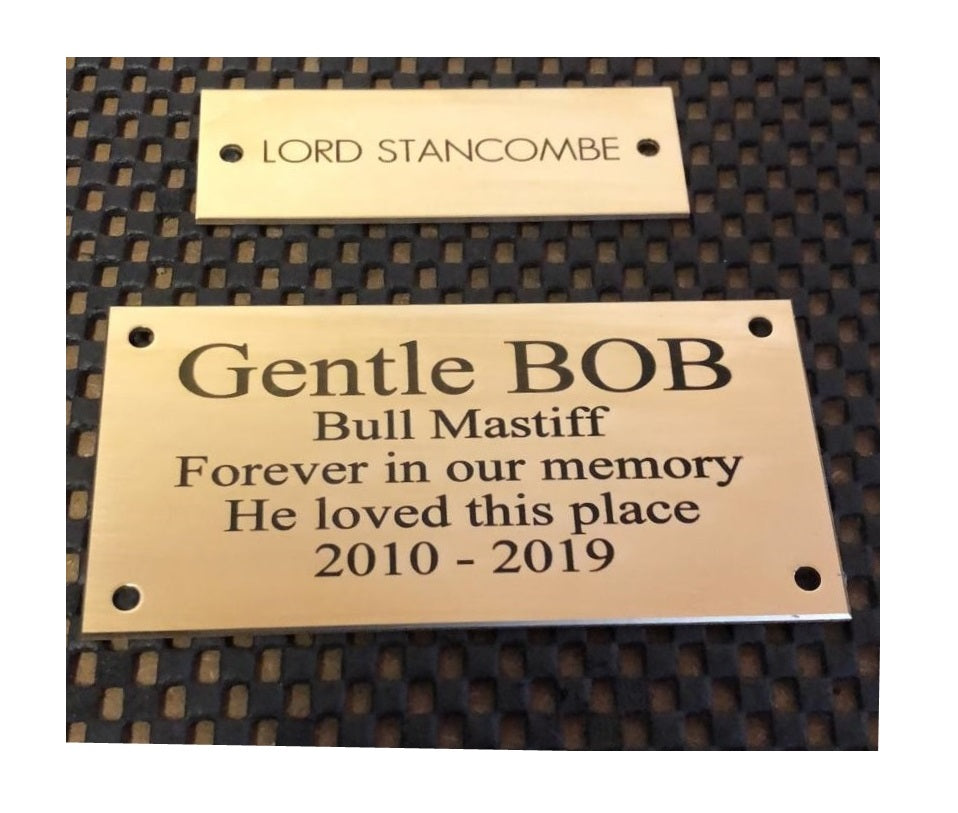 LORD STANCOMBE
Gentle BOB
Bull Mastiff
Forever in our memory
He loved this place
2010 - 2019